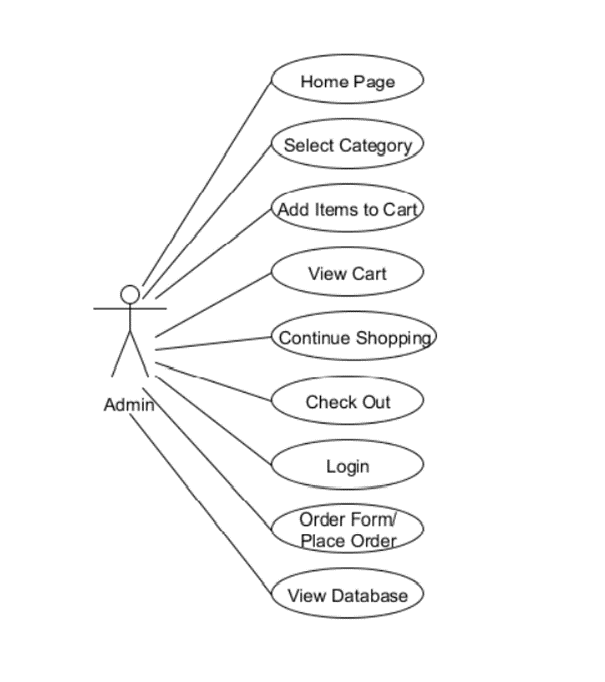 Home Page
Select Category
Add Items to Cart
View Cart
Continue Shopping
Check Out
Admin
Login
Order Form/
Place Order
View Database